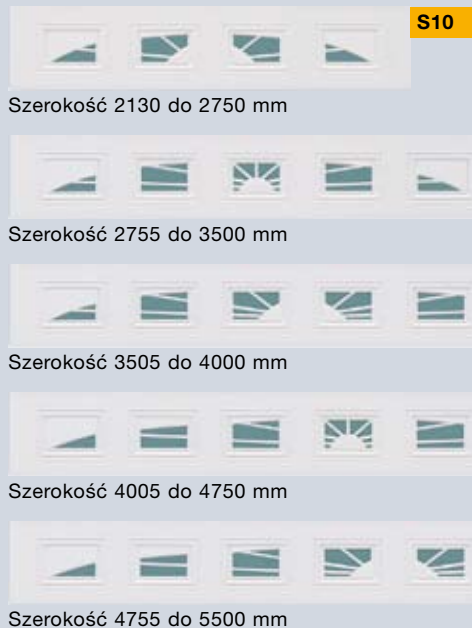 S10
Szerokość 2130 do 2750 mm
Szerokość 2755 do 3500 mm
Szerokość 3505 do 4000 mm
Szerokość 4005 do 4750 mm
Szerokość 4755 do 5500 mm